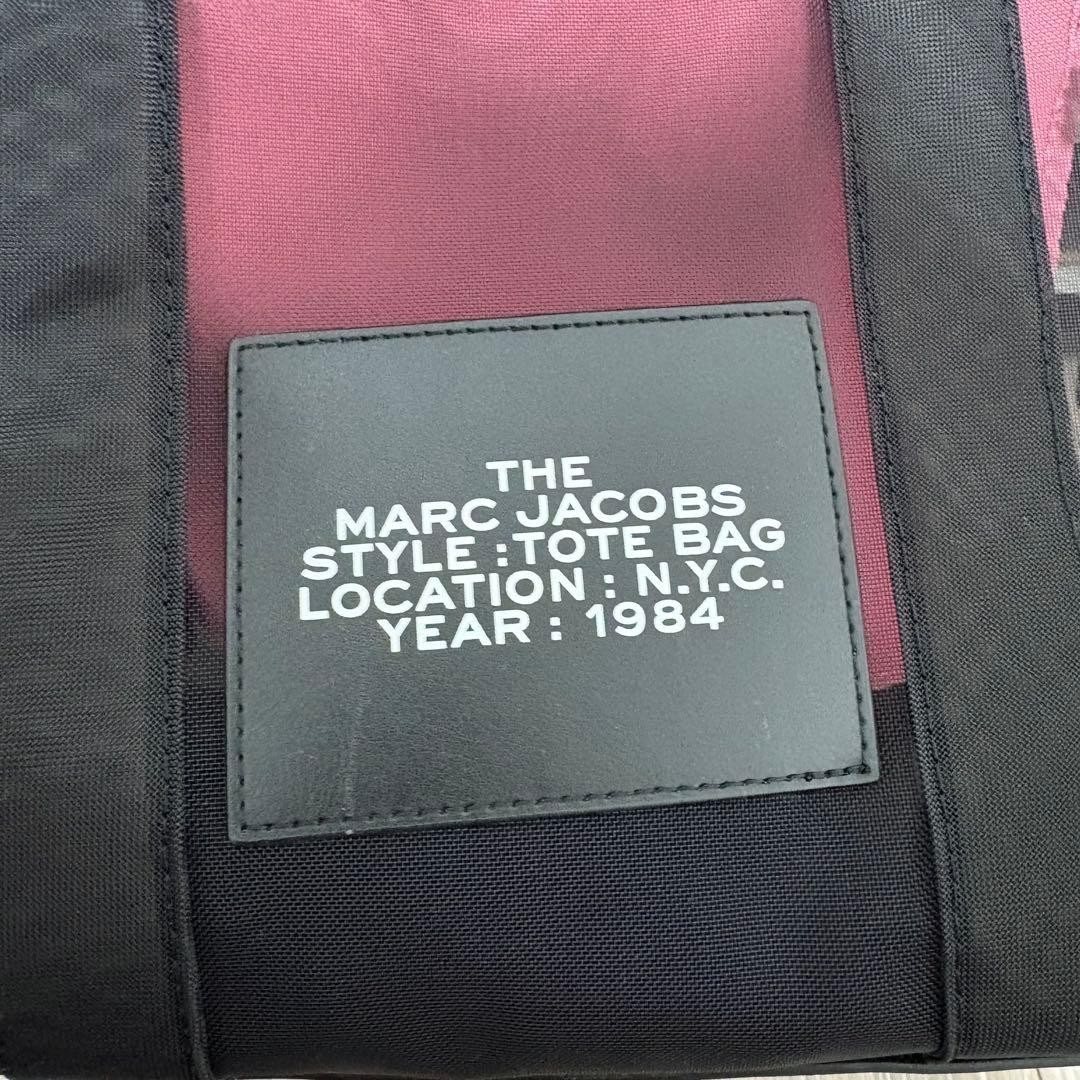 THE
MARC JACOBS
STYLE :TOTE BAG
LOCATION : N.Y.C.
YEAR : 1984